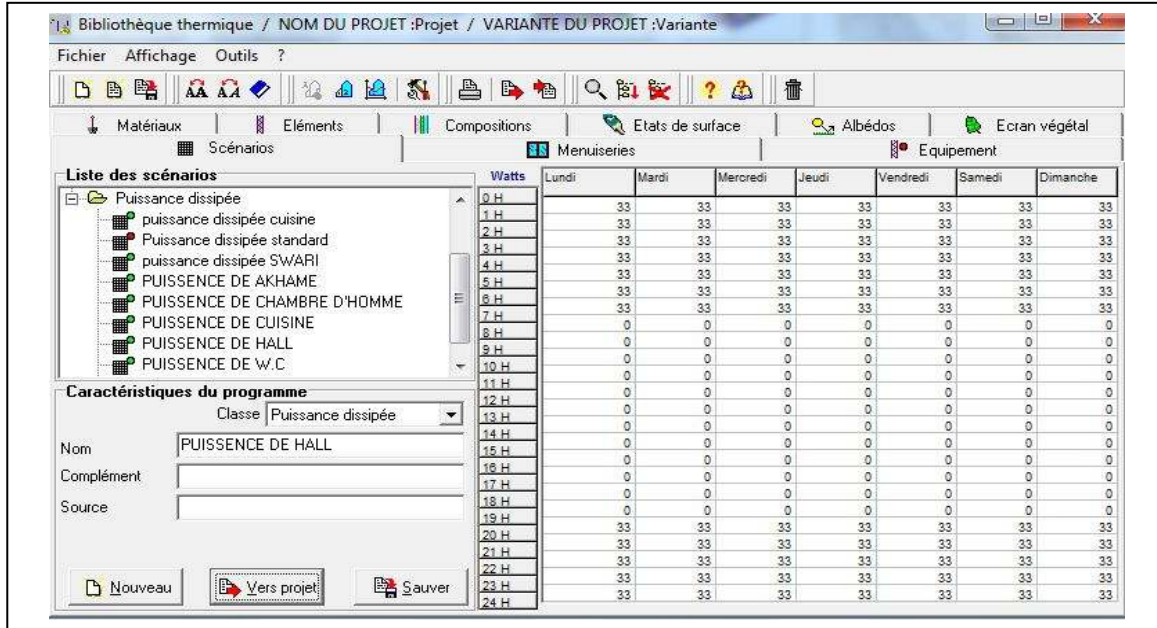 Bibliothèque thermique / NOM DU PROJET :Projet / VARIANTE DU PROJET :Variante
Fichier Affichage Outils ?
Matériaux Eléments Compositions Etats de surface Albédos Ecran végétal
Scénarios Menuiseries Equipement
Liste des scénarios
Puissance dissipée
puissance dissipée cuisine
Puissance dissipée standard
puissance dissipée SWARI
PUISSENCE DE AKHAME
PUISSENCE DE CHAMBRE D'HOMME
PUISSENCE DE CUISINE
PUISSENCE DE HALL
PUISSENCE DE W.C
Caractéristiques du programme
Classe Puissance dissipée
Nom PUISSENCE DE HALL
Complément
Source
Nouveau Vers projet Sauver
Watts Lundi Mardi Mercredi Jeudi Vendredi Samedi Dimanche
0 H
33 33 33 33 33 33 33
1 H
33 33 33 33 33 33 33
2 H
33 33 33 33 33 33 33
3 H
33 33 33 33 33 33 33
4 H
33 33 33 33 33 33 33
5 H
33 33 33 33 33 33 33
6 H
33 33 33 33 33 33 33
7 H
0 0 0 0 0 0 0
8 H
0 0 0 0 0 0 0
9 H
0 0 0 0 0 0 0
10 H
0 0 0 0 0 0 0
11 H
0 0 0 0 0 0 0
12 H
0 0 0 0 0 0 0
13 H
0 0 0 0 0 0 0
14 H
0 0 0 0 0 0 0
15 H
0 0 0 0 0 0 0
16 H
0 0 0 0 0 0 0
17 H
0 0 0 0 0 0 0
18 H
0 0 0 0 0 0 0
19 H
33 33 33 33 33 33 33
20 H
33 33 33 33 33 33 33
21 H
33 33 33 33 33 33 33
22 H
33 33 33 33 33 33 33
23 H
33 33 33 33 33 33 33
24 H